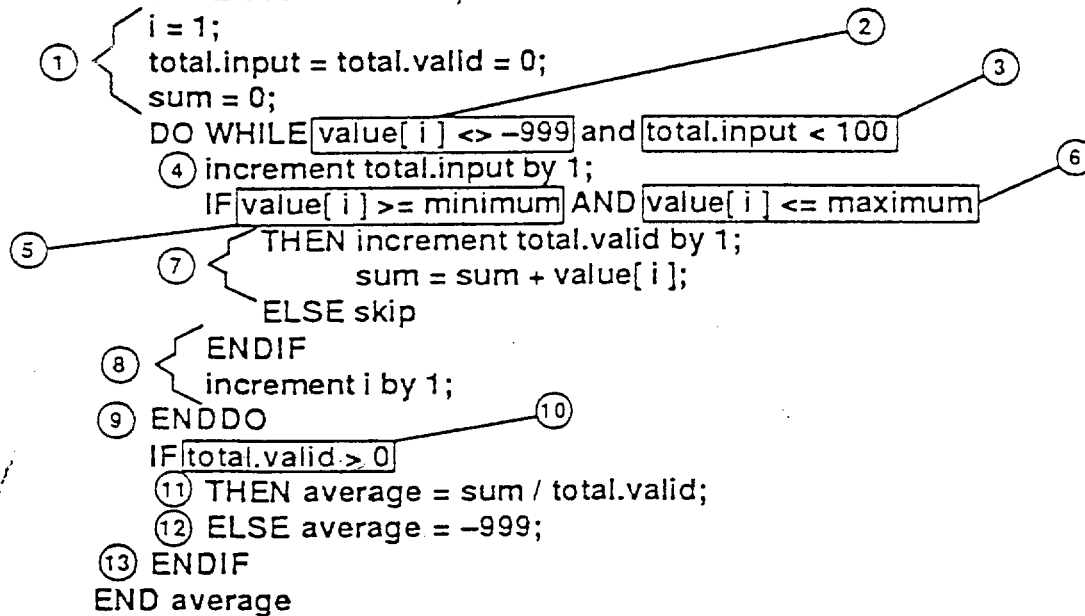 i = 1;
① total.input = total.valid = 0; ②
sum = 0; ③
DO WHILE value[ i ] <> –999 and total.input < 100
④ increment total.input by 1; ⑥
IF value[ i ] >= minimum AND value[ i ] <= maximum
⑤ THEN increment total.valid by 1;
⑦ sum = sum + value[ i ];
ELSE skip
⑧ ENDIF
increment i by 1;
⑨ ENDDO ⑩
IF total.valid > 0
⑪ THEN average = sum / total.valid;
⑫ ELSE average = –999;
⑬ ENDIF
END average